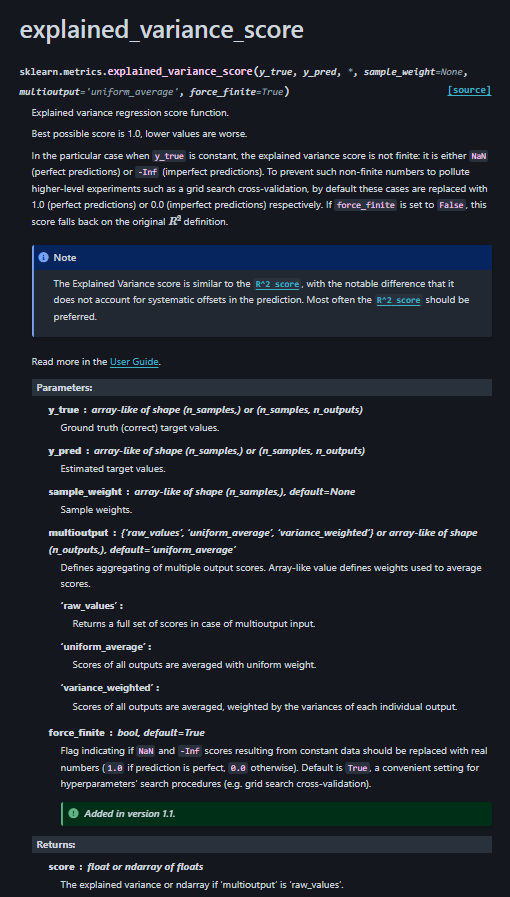 explained_variance_score
sklearn.metrics.explained_variance_score(y_true, y_pred, *, sample_weight=None,
multioutput='uniform_average', force_finite=True) [source]
Explained variance regression score function.
Best possible score is 1.0, lower values are worse.
In the particular case when y_true is constant, the explained variance score is not finite: it is either NaN
(perfect predictions) or -Inf (imperfect predictions). To prevent such non-finite numbers to pollute
higher-level experiments such as a grid search cross-validation, by default these cases are replaced with
1.0 (perfect predictions) or 0.0 (imperfect predictions) respectively. If force_finite is set to False, this
score falls back on the original R² definition.
Note
The Explained Variance score is similar to the R^2 score, with the notable difference that it
does not account for systematic offsets in the prediction. Most often the R^2 score should be
preferred.
Read more in the User Guide.
Parameters:
y_true : array-like of shape (n_samples,) or (n_samples, n_outputs)
Ground truth (correct) target values.
y_pred : array-like of shape (n_samples,) or (n_samples, n_outputs)
Estimated target values.
sample_weight : array-like of shape (n_samples,), default=None
Sample weights.
multioutput : {'raw_values', 'uniform_average', 'variance_weighted'} or array-like of shape
(n_outputs,), default='uniform_average'
Defines aggregating of multiple output scores. Array-like value defines weights used to average
scores.
'raw_values' :
Returns a full set of scores in case of multioutput input.
'uniform_average' :
Scores of all outputs are averaged with uniform weight.
'variance_weighted' :
Scores of all outputs are averaged, weighted by the variances of each individual output.
force_finite : bool, default=True
Flag indicating if NaN and -Inf scores resulting from constant data should be replaced with real
numbers (1.0 if prediction is perfect, 0.0 otherwise). Default is True, a convenient setting for
hyperparameters' search procedures (e.g. grid search cross-validation).
Added in version 1.1.
Returns:
score : float or ndarray of floats
The explained variance or ndarray if 'multioutput' is 'raw_values'.